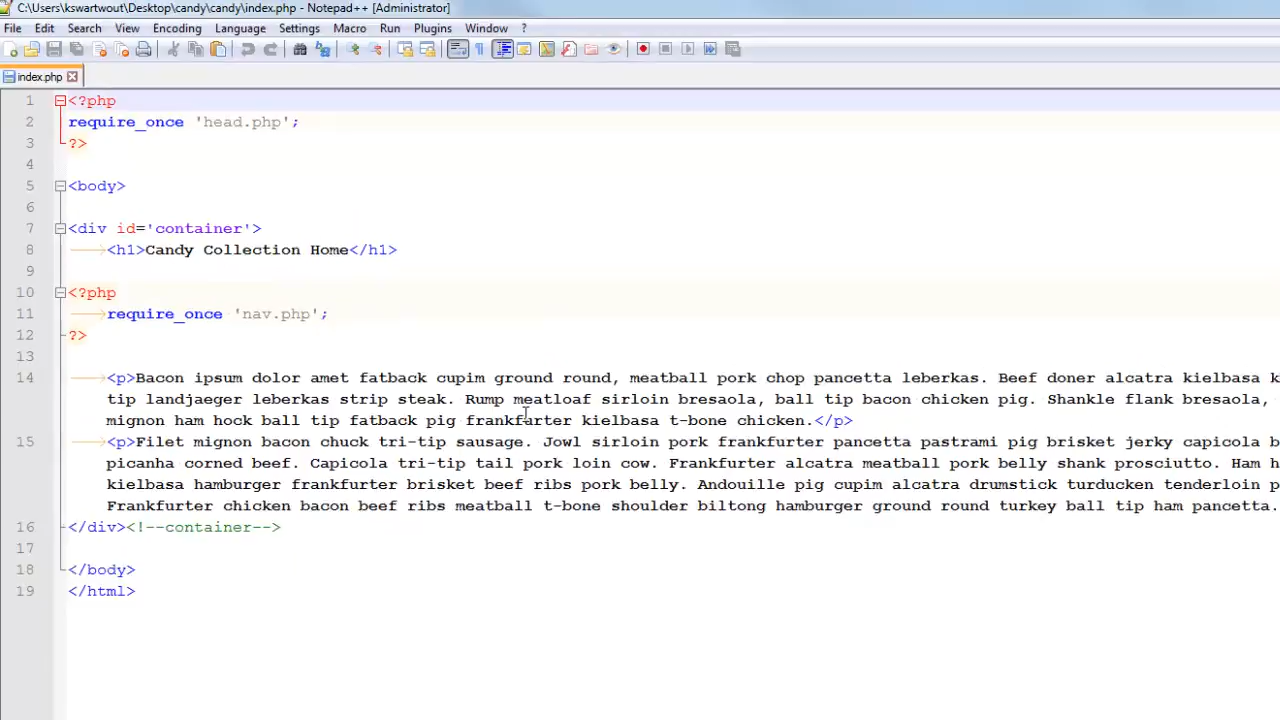 C:\Users\kswartwout\Desktop\candy\candy\index.php - Notepad++ [Administrator]
File Edit Search View Encoding Language Settings Macro Run Plugins Window ?
index.php
1 <?php
2 require_once 'head.php';
3 ?>
4
5 <body>
6
7 <div id='container'>
8 <h1>Candy Collection Home</h1>
9
10 <?php
11 require_once 'nav.php';
12 ?>
13
14 <p>Bacon ipsum dolor amet fatback cupim ground round, meatball pork chop pancetta leberkas. Beef doner alcatra kielbasa k
tip landjaeger leberkas strip steak. Rump meatloaf sirloin bresaola, ball tip bacon chicken pig. Shankle flank bresaola,
mignon ham hock ball tip fatback pig frankfurter kielbasa t-bone chicken.</p>
15 <p>Filet mignon bacon chuck tri-tip sausage. Jowl sirloin pork frankfurter pancetta pastrami pig brisket jerky capicola b
picanha corned beef. Capicola tri-tip tail pork loin cow. Frankfurter alcatra meatball pork belly shank prosciutto. Ham h
kielbasa hamburger frankfurter brisket beef ribs pork belly. Andouille pig cupim alcatra drumstick turducken tenderloin p
Frankfurter chicken bacon beef ribs meatball t-bone shoulder biltong hamburger ground round turkey ball tip ham pancetta.
16 </div><!--container-->
17
18 </body>
19 </html>